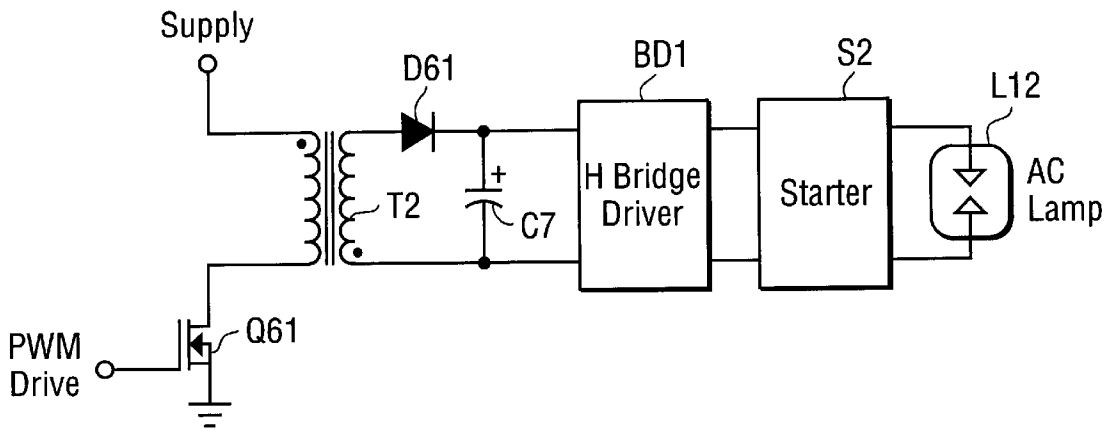 Supply
D61
BD1
S2
L12
T2
+
C7
H Bridge
Driver
Starter
AC
Lamp
Q61
PWM
Drive